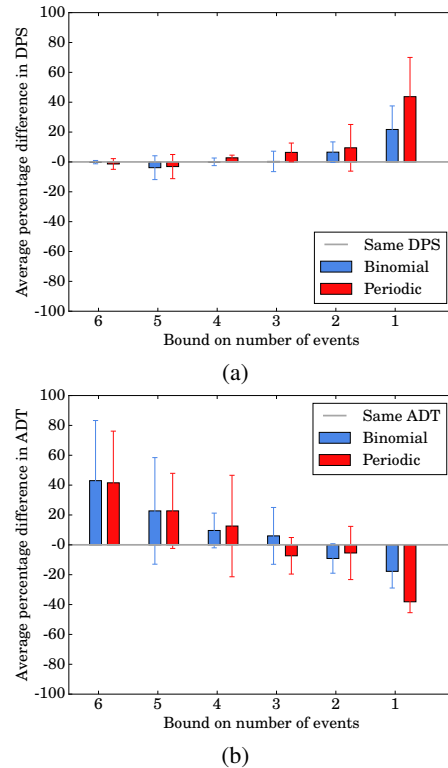 100
80
60
40
20
-0
-20
-40
-60
-80
-100
Average percentage difference in DPS
Same DPS
Binomial
Periodic
6 5 4 3 2 1
Bound on number of events
(a)
100
80
60
40
20
-0
-20
-40
-60
-80
-100
Average percentage difference in ADT
Same ADT
Binomial
Periodic
6 5 4 3 2 1
Bound on number of events
(b)